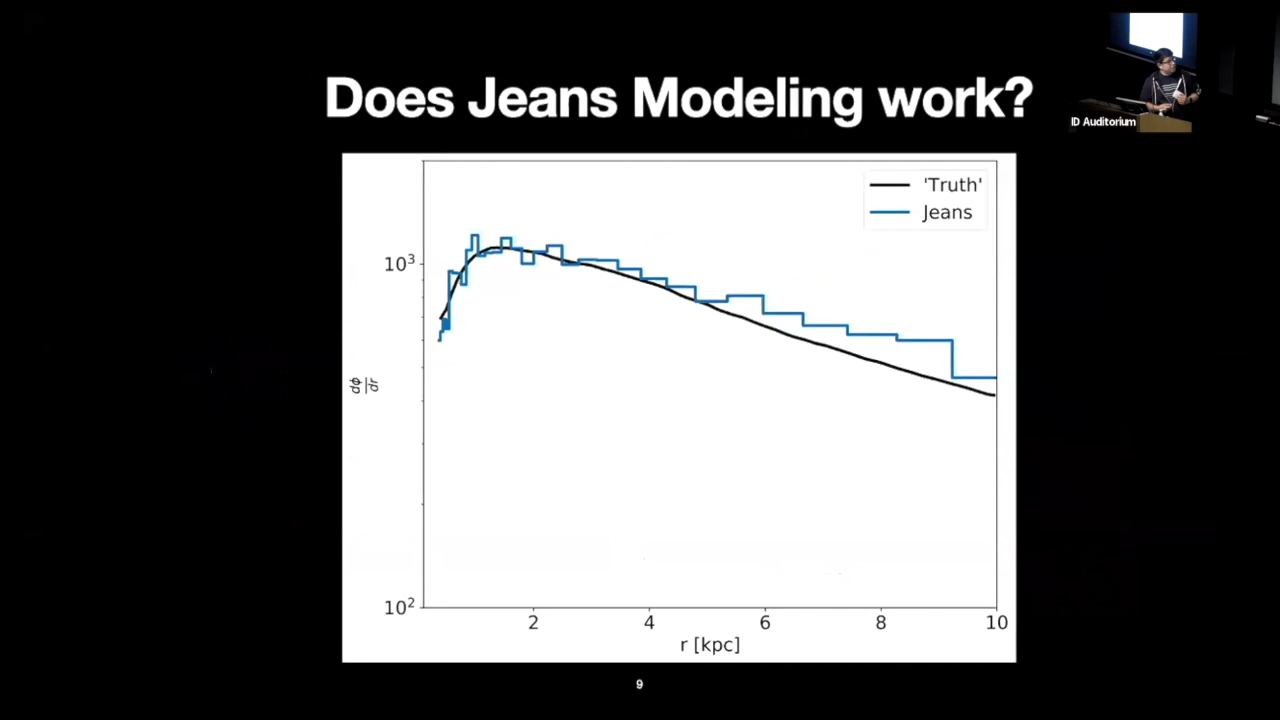 Does Jeans Modeling work?
ID Auditorium
'Truth'
Jeans
10³
dϕ
dr
10²
2 4 6 8 10
r [kpc]
9